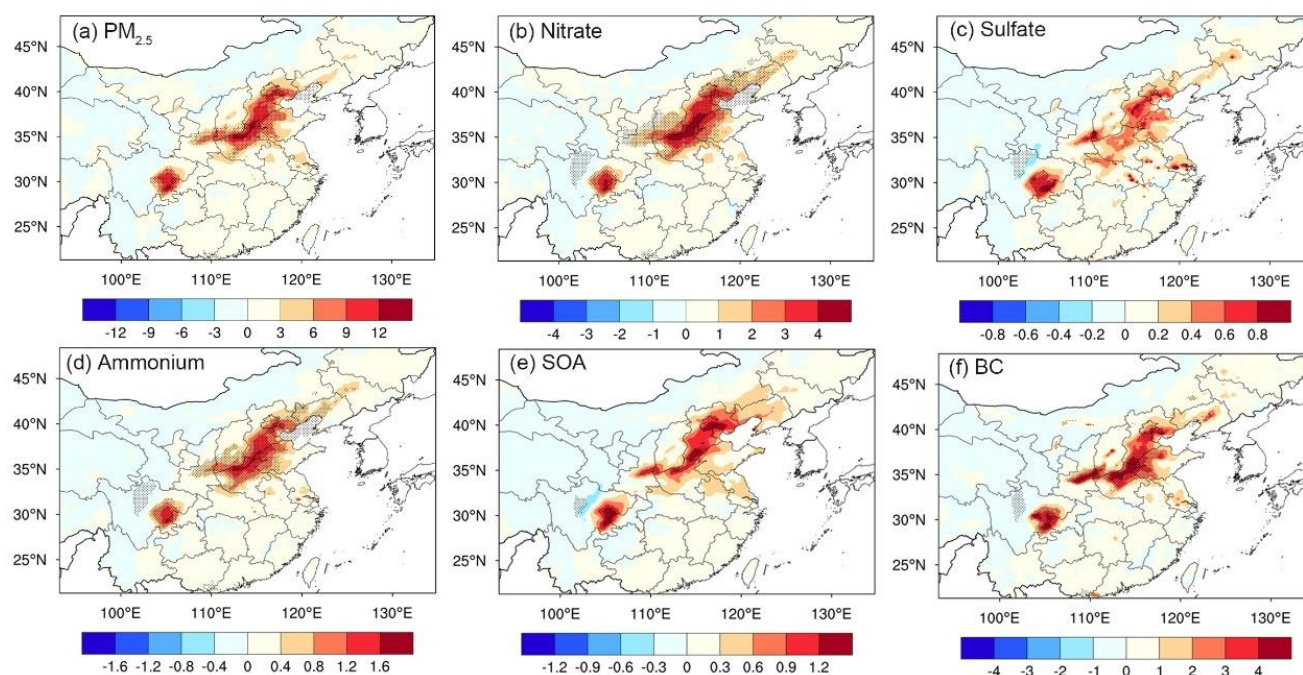 (a) PM2.5
45°N
40°N
35°N
30°N
25°N
100°E 110°E 120°E 130°E
-12 -9 -6 -3 0 3 6 9 12
(b) Nitrate
45°N
40°N
35°N
30°N
25°N
100°E 110°E 120°E 130°E
-4 -3 -2 -1 0 1 2 3 4
(c) Sulfate
45°N
40°N
35°N
30°N
25°N
100°E 110°E 120°E 130°E
-0.8 -0.6 -0.4 -0.2 0 0.2 0.4 0.6 0.8
(d) Ammonium
45°N
40°N
35°N
30°N
25°N
100°E 110°E 120°E 130°E
-1.6 -1.2 -0.8 -0.4 0 0.4 0.8 1.2 1.6
(e) SOA
45°N
40°N
35°N
30°N
25°N
100°E 110°E 120°E 130°E
-1.2 -0.9 -0.6 -0.3 0 0.3 0.6 0.9 1.2
(f) BC
45°N
40°N
35°N
30°N
25°N
100°E 110°E 120°E 130°E
-4 -3 -2 -1 0 1 2 3 4